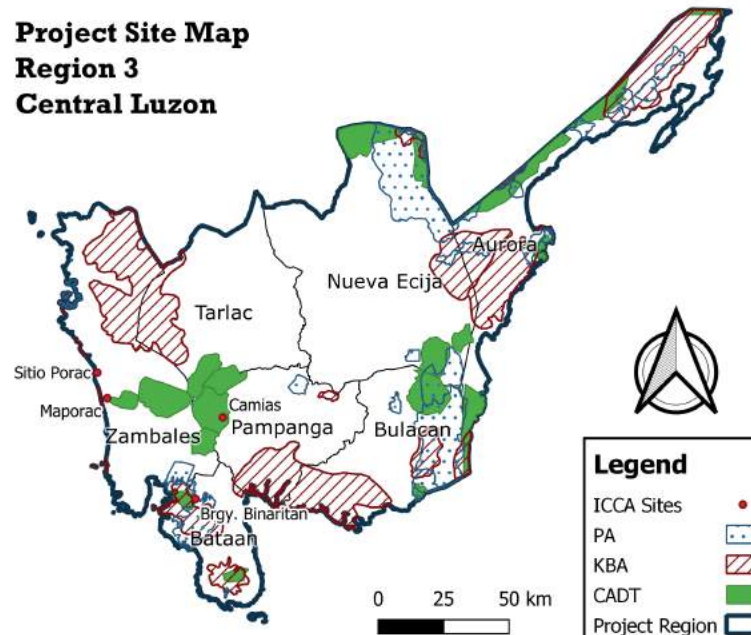 Project Site Map
Region 3
Central Luzon
Aurora
Nueva Ecija
Tarlac
Sitio Porac
Maporac
Camias
Zambales
Pampanga
Bulacan
Brgy. Binaritan
Bataan
0 25 50 km
Legend
ICCA Sites
PA
KBA
CADT
Project Region